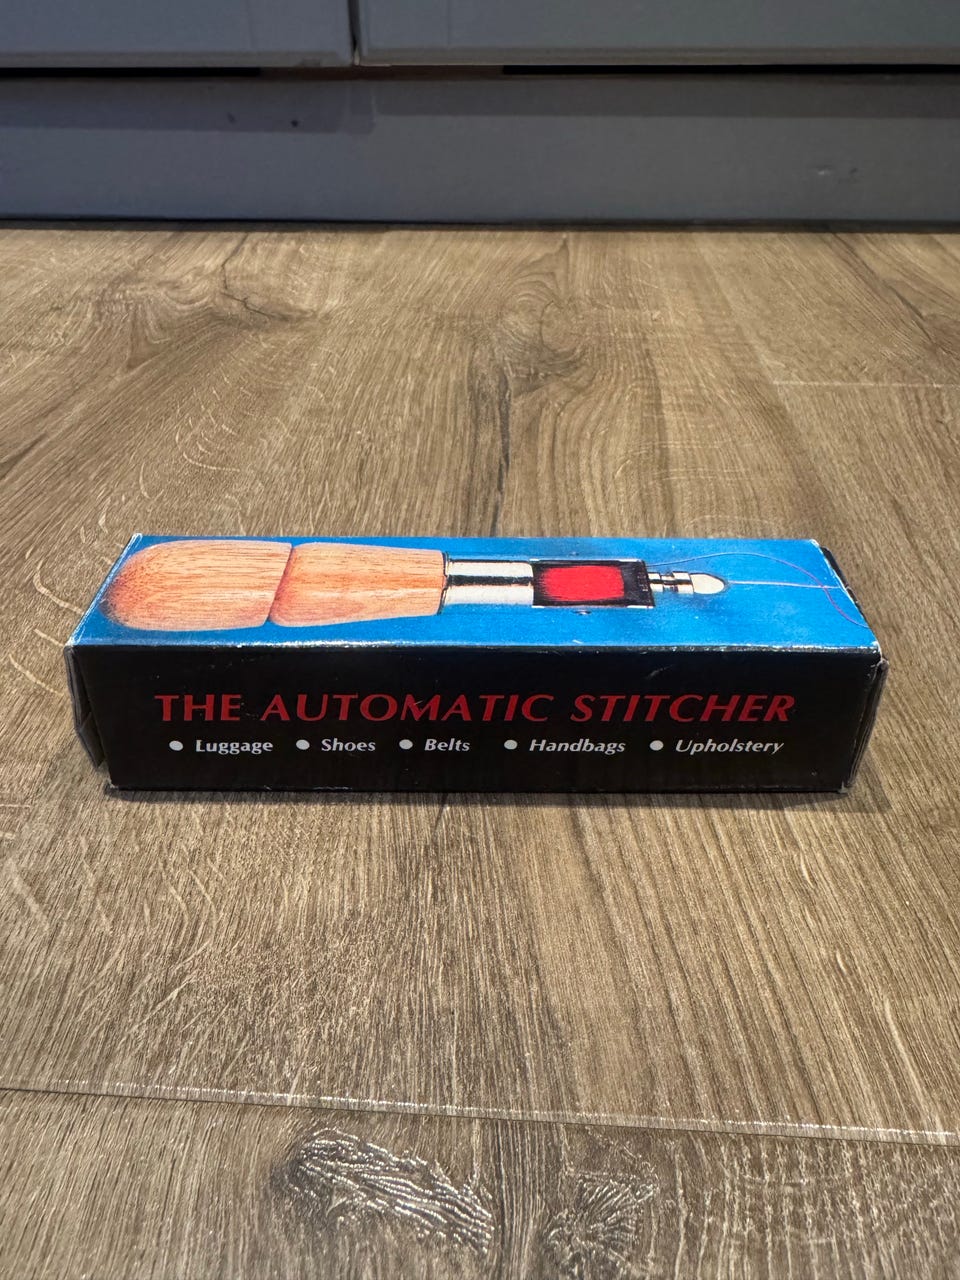 THE AUTOMATIC STITCHER
● Luggage ● Shoes ● Belts ● Handbags ● Upholstery